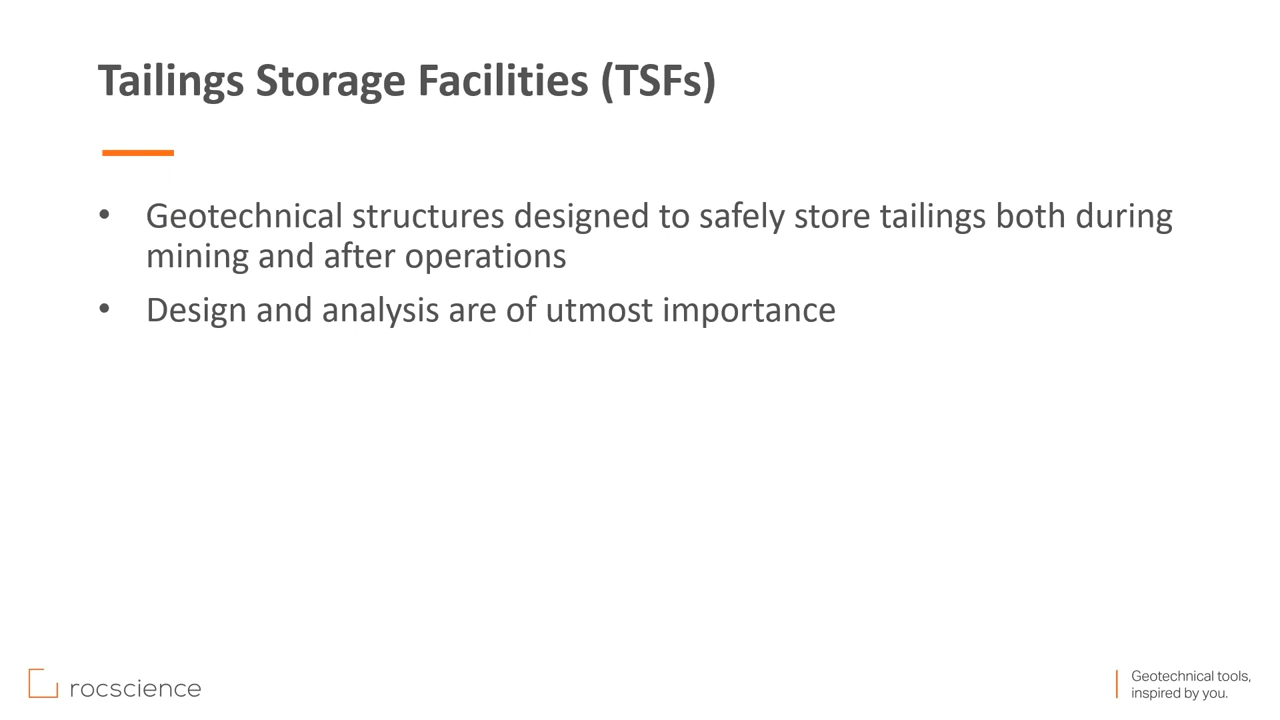 Tailings Storage Facilities (TSFs)
• Geotechnical structures designed to safely store tailings both during
mining and after operations
• Design and analysis are of utmost importance
rocscience
Geotechnical tools,
inspired by you.